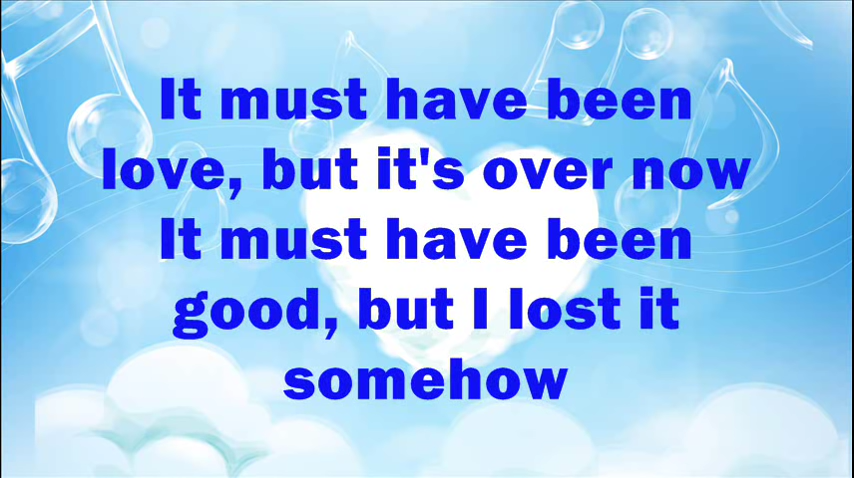 It must have been
love, but it's over now
It must have been
good, but I lost it
somehow